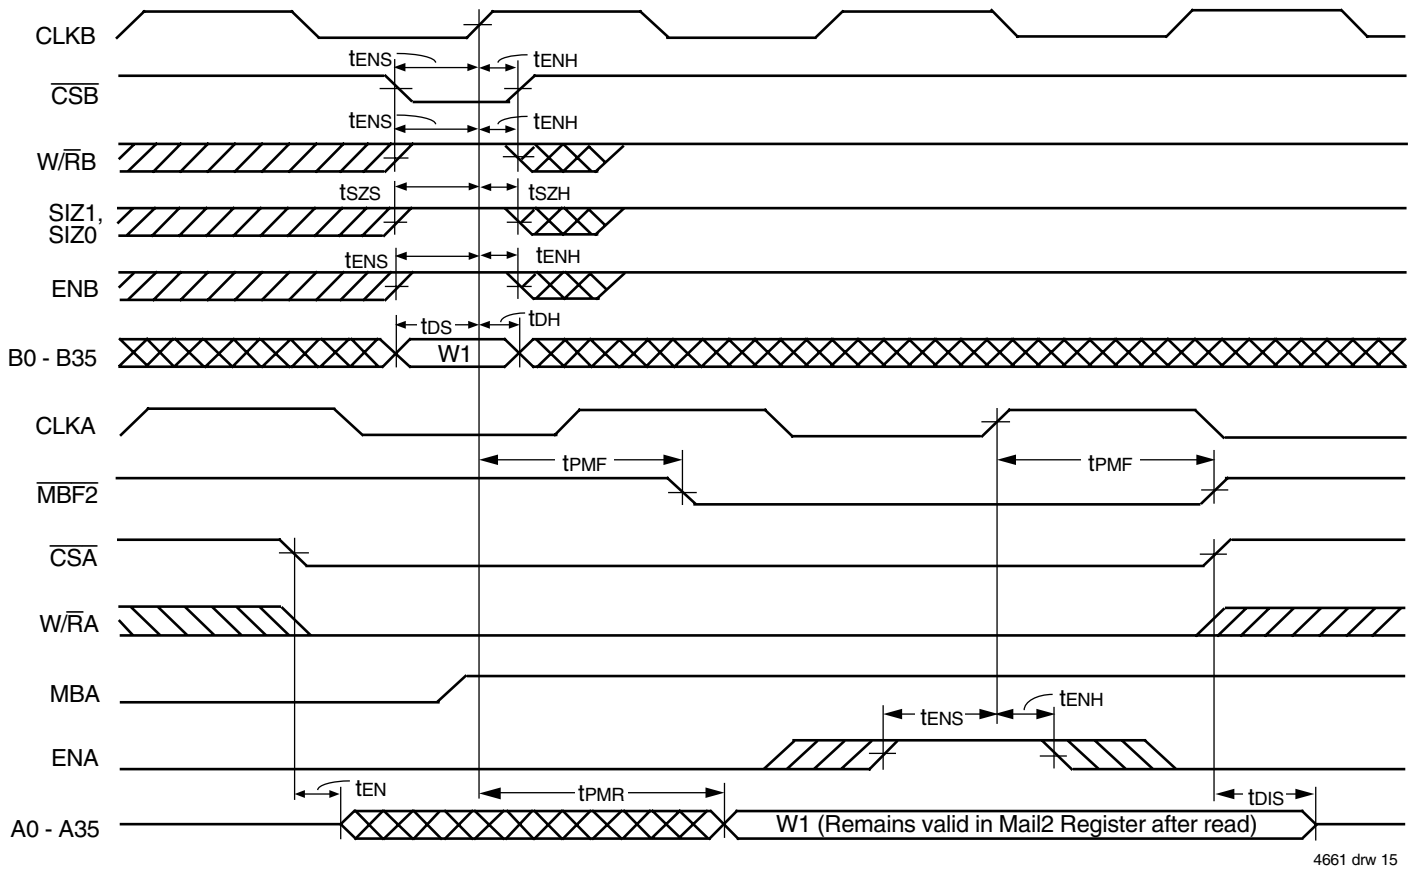 CLKB
tENS tENH
CSB
tENS tENH
W/RB
tSZS tSZH
SIZ1,
SIZ0
tENS tENH
ENB
tDS tDH
B0 - B35 W1
CLKA
tPMF tPMF
MBF2
CSA
W/RA
MBA
tENS tENH
ENA
tEN tPMR tDIS
A0 - A35 W1 (Remains valid in Mail2 Register after read)
4661 drw 15